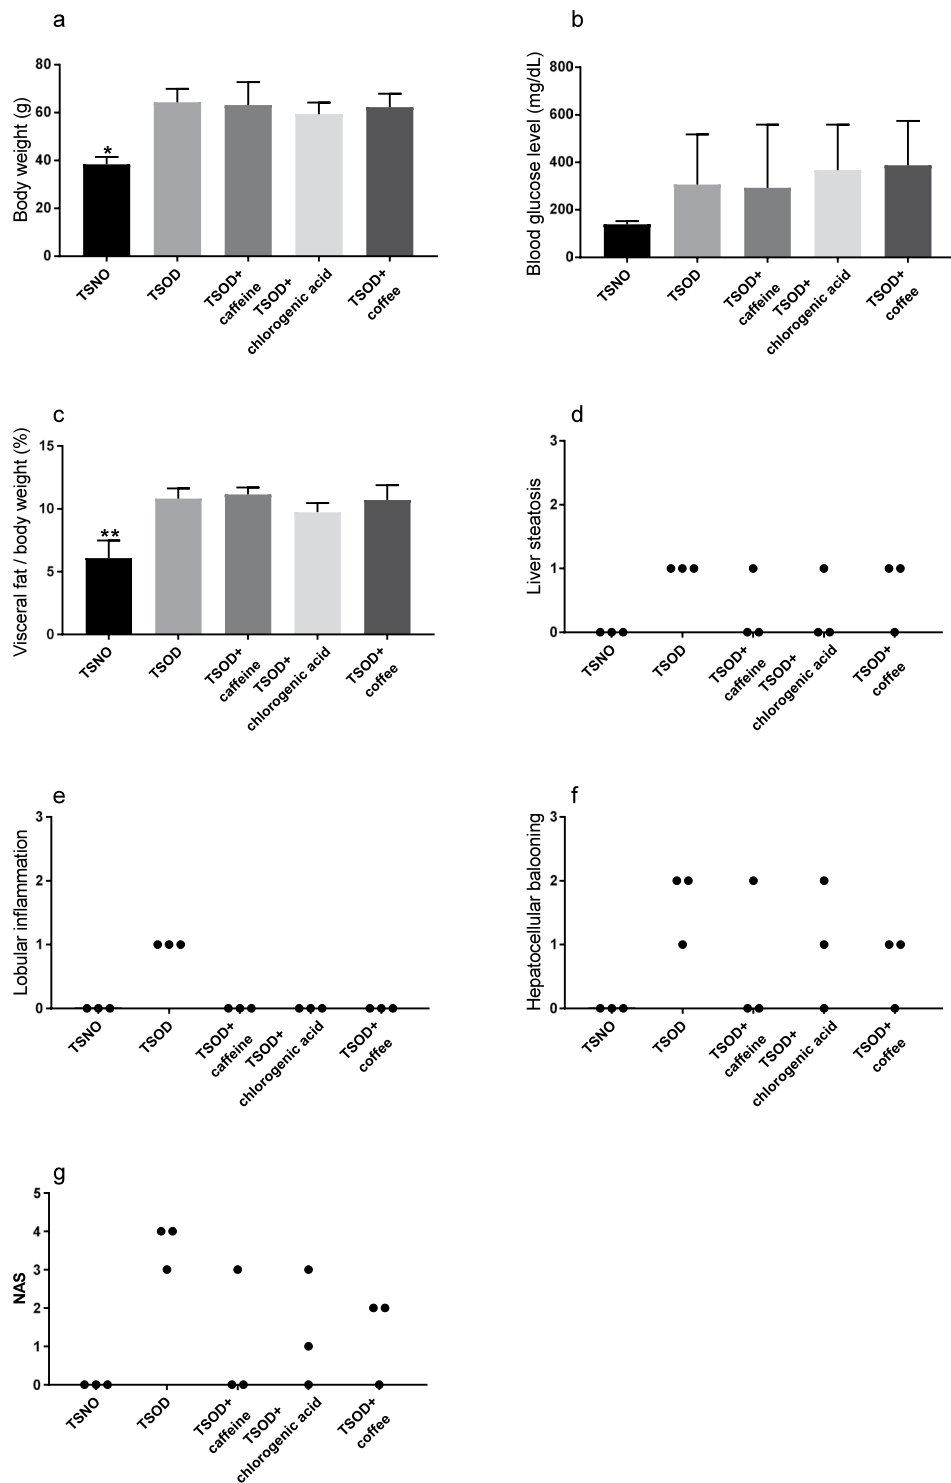 a
Body weight (g)
80
60
40
20
0
*
TSNO
TSOD
TSOD+
caffeine
TSOD+
chlorogenic acid
TSOD+
coffee
b
Blood glucose level (mg/dL)
800
600
400
200
0
TSNO
TSOD
TSOD+
caffeine
TSOD+
chlorogenic acid
TSOD+
coffee
c
Visceral fat / body weight (%)
15
10
5
0
**
TSNO
TSOD
TSOD+
caffeine
TSOD+
chlorogenic acid
TSOD+
coffee
d
Liver steatosis
3
2
1
0
TSNO
TSOD
TSOD+
caffeine
TSOD+
chlorogenic acid
TSOD+
coffee
e
Lobular inflammation
3
2
1
0
TSNO
TSOD
TSOD+
caffeine
TSOD+
chlorogenic acid
TSOD+
coffee
f
Hepatocellular balooning
3
2
1
0
TSNO
TSOD
TSOD+
caffeine
TSOD+
chlorogenic acid
TSOD+
coffee
g
NAS
5
4
3
2
1
0
TSNO
TSOD
TSOD+
caffeine
TSOD+
chlorogenic acid
TSOD+
coffee